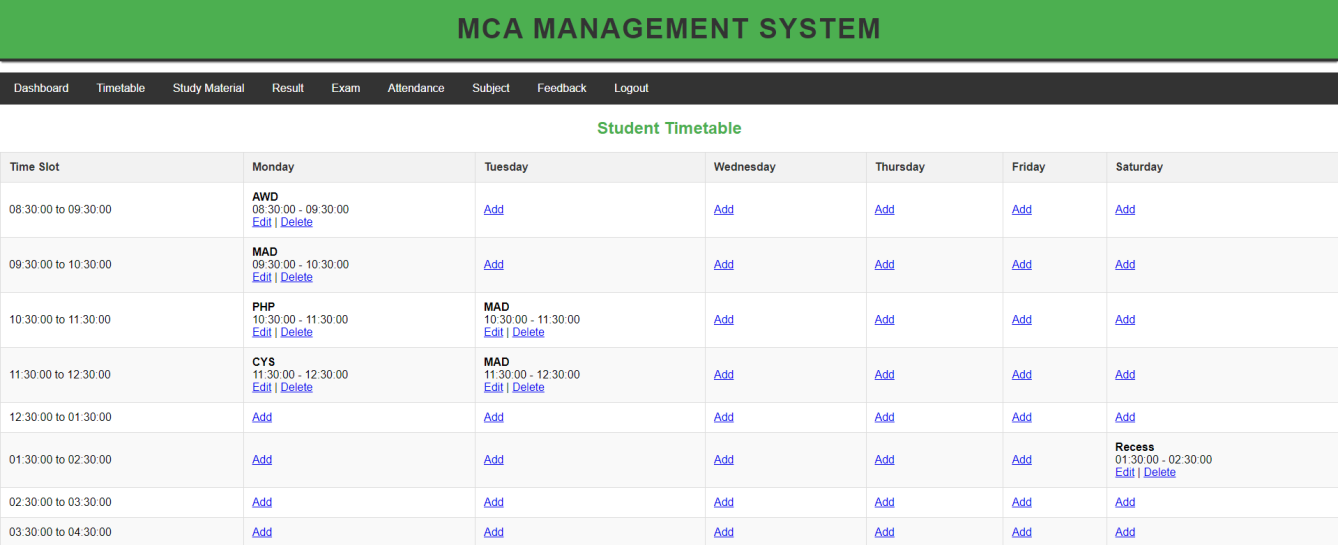 MCA MANAGEMENT SYSTEM
Dashboard Timetable Study Material Result Exam Attendance Subject Feedback Logout
Student Timetable
Time Slot Monday Tuesday Wednesday Thursday Friday Saturday
08:30:00 to 09:30:00
AWD
08:30:00 - 09:30:00
Edit | Delete
Add Add Add Add Add
09:30:00 to 10:30:00
MAD
09:30:00 - 10:30:00
Edit | Delete
Add Add Add Add Add
10:30:00 to 11:30:00
PHP
10:30:00 - 11:30:00
Edit | Delete
MAD
10:30:00 - 11:30:00
Edit | Delete
Add Add Add Add
11:30:00 to 12:30:00
CYS
11:30:00 - 12:30:00
Edit | Delete
MAD
11:30:00 - 12:30:00
Edit | Delete
Add Add Add Add
12:30:00 to 01:30:00 Add Add Add Add Add Add
01:30:00 to 02:30:00 Add Add Add Add Add
Recess
01:30:00 - 02:30:00
Edit | Delete
02:30:00 to 03:30:00 Add Add Add Add Add Add
03:30:00 to 04:30:00 Add Add Add Add Add Add